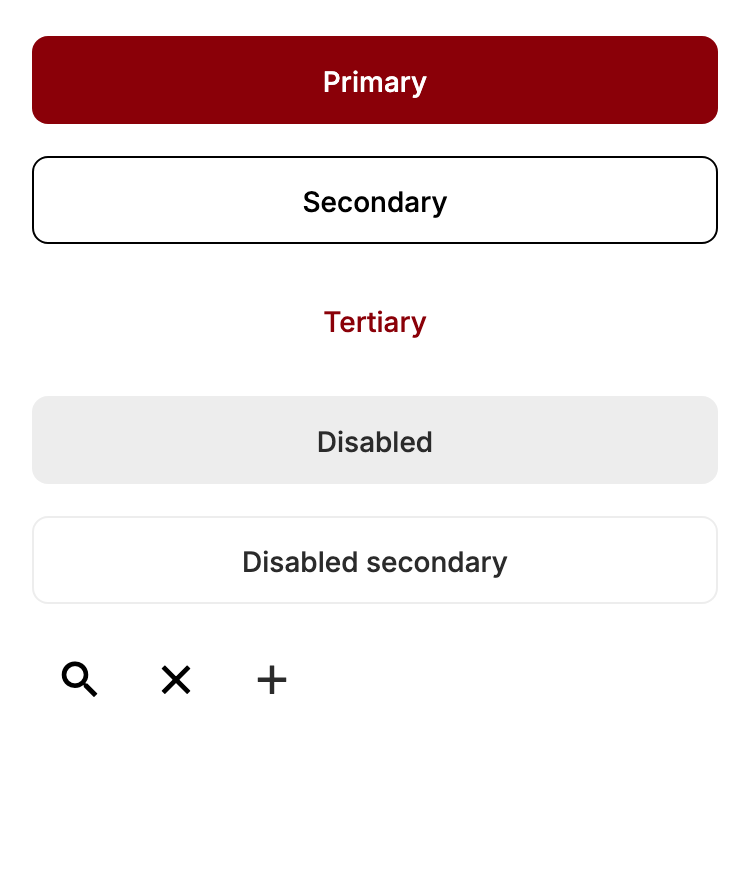 Primary
Secondary
Tertiary
Disabled
Disabled secondary